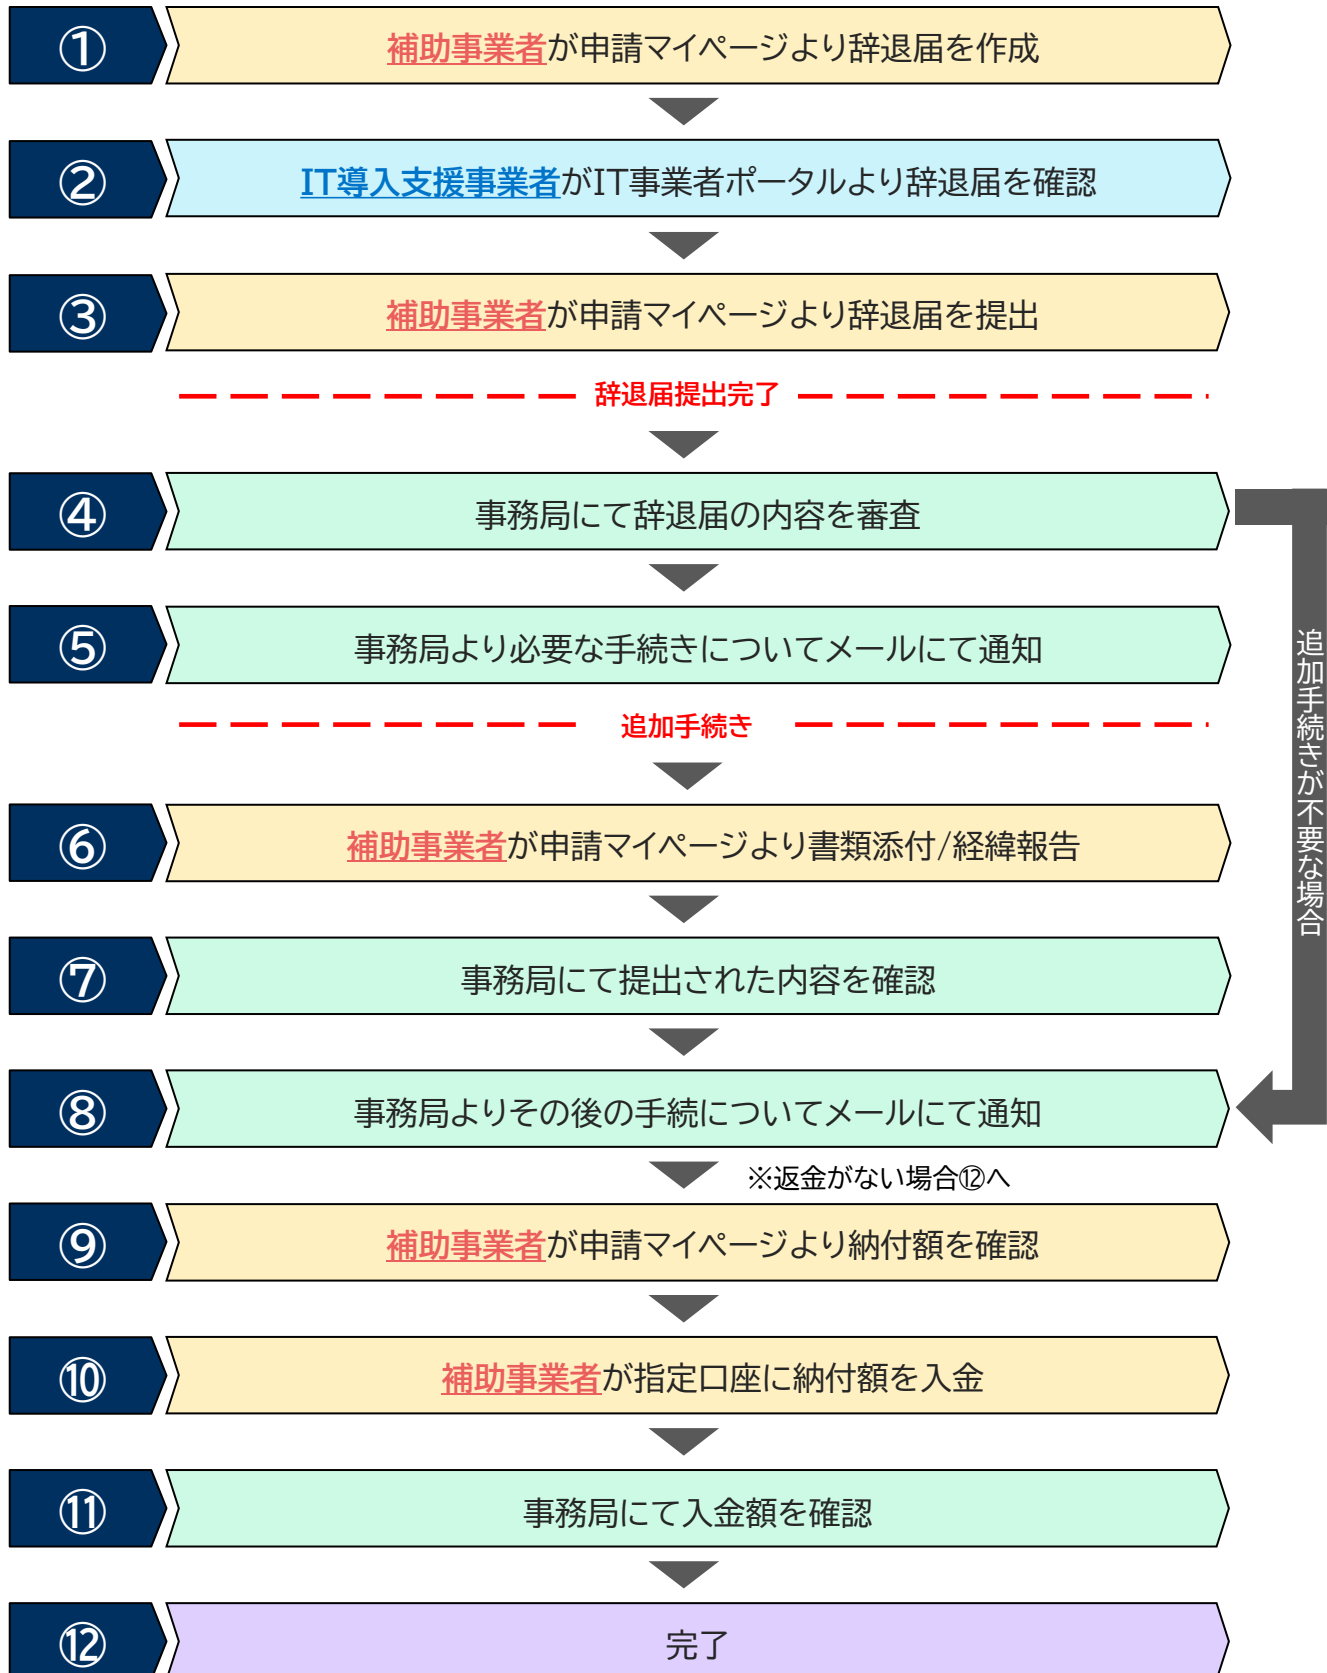 ①
補助事業者が申請マイページより辞退届を作成
②
IT導入支援事業者がIT事業者ポータルより辞退届を確認
③
補助事業者が申請マイページより辞退届を提出
辞退届提出完了
④
事務局にて辞退届の内容を審査
⑤
事務局より必要な手続きについてメールにて通知
追加手続きが不要な場合
追加手続き
⑥
補助事業者が申請マイページより書類添付/経緯報告
⑦
事務局にて提出された内容を確認
⑧
事務局よりその後の手続についてメールにて通知
※返金がない場合⑫へ
⑨
補助事業者が申請マイページより納付額を確認
⑩
補助事業者が指定口座に納付額を入金
⑪
事務局にて入金額を確認
⑫
完了